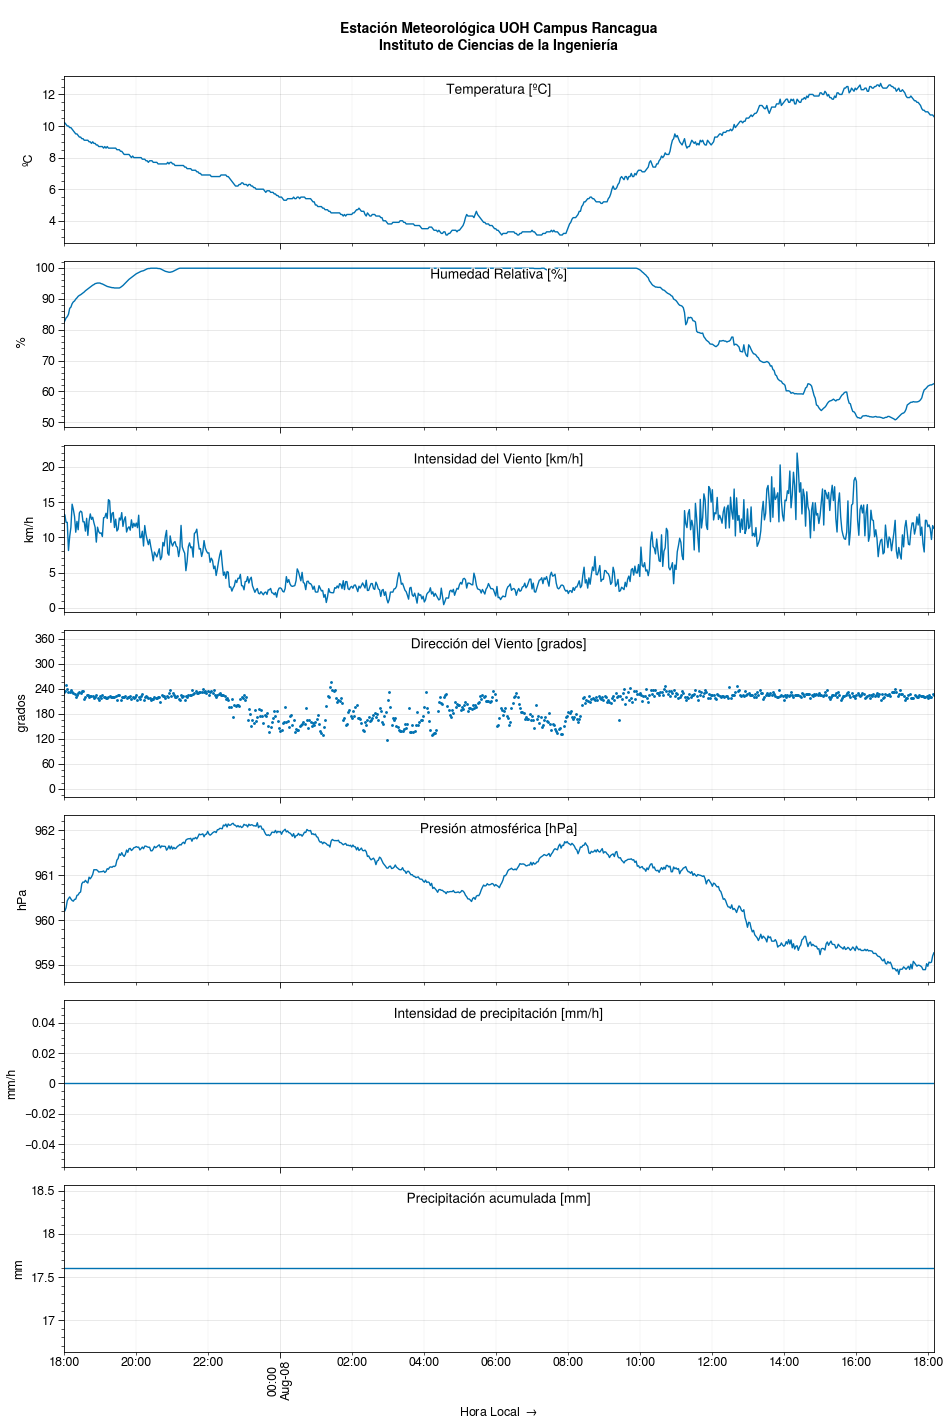 Estación Meteorológica UOH Campus Rancagua
Instituto de Ciencias de la Ingeniería
Temperatura [ºC]
ºC
12
10
8
6
4
Humedad Relativa [%]
%
100
90
80
70
60
50
Intensidad del Viento [km/h]
km/h
20
15
10
5
0
Dirección del Viento [grados]
grados
360
300
240
180
120
60
0
Presión atmosférica [hPa]
hPa
962
961
960
959
Intensidad de precipitación [mm/h]
mm/h
0.04
0.02
0
−0.02
−0.04
Precipitación acumulada [mm]
mm
18.5
18
17.5
17
18:00 20:00 22:00 00:00 02:00 04:00 06:00 08:00 10:00 12:00 14:00 16:00 18:00
Aug-08
Hora Local →